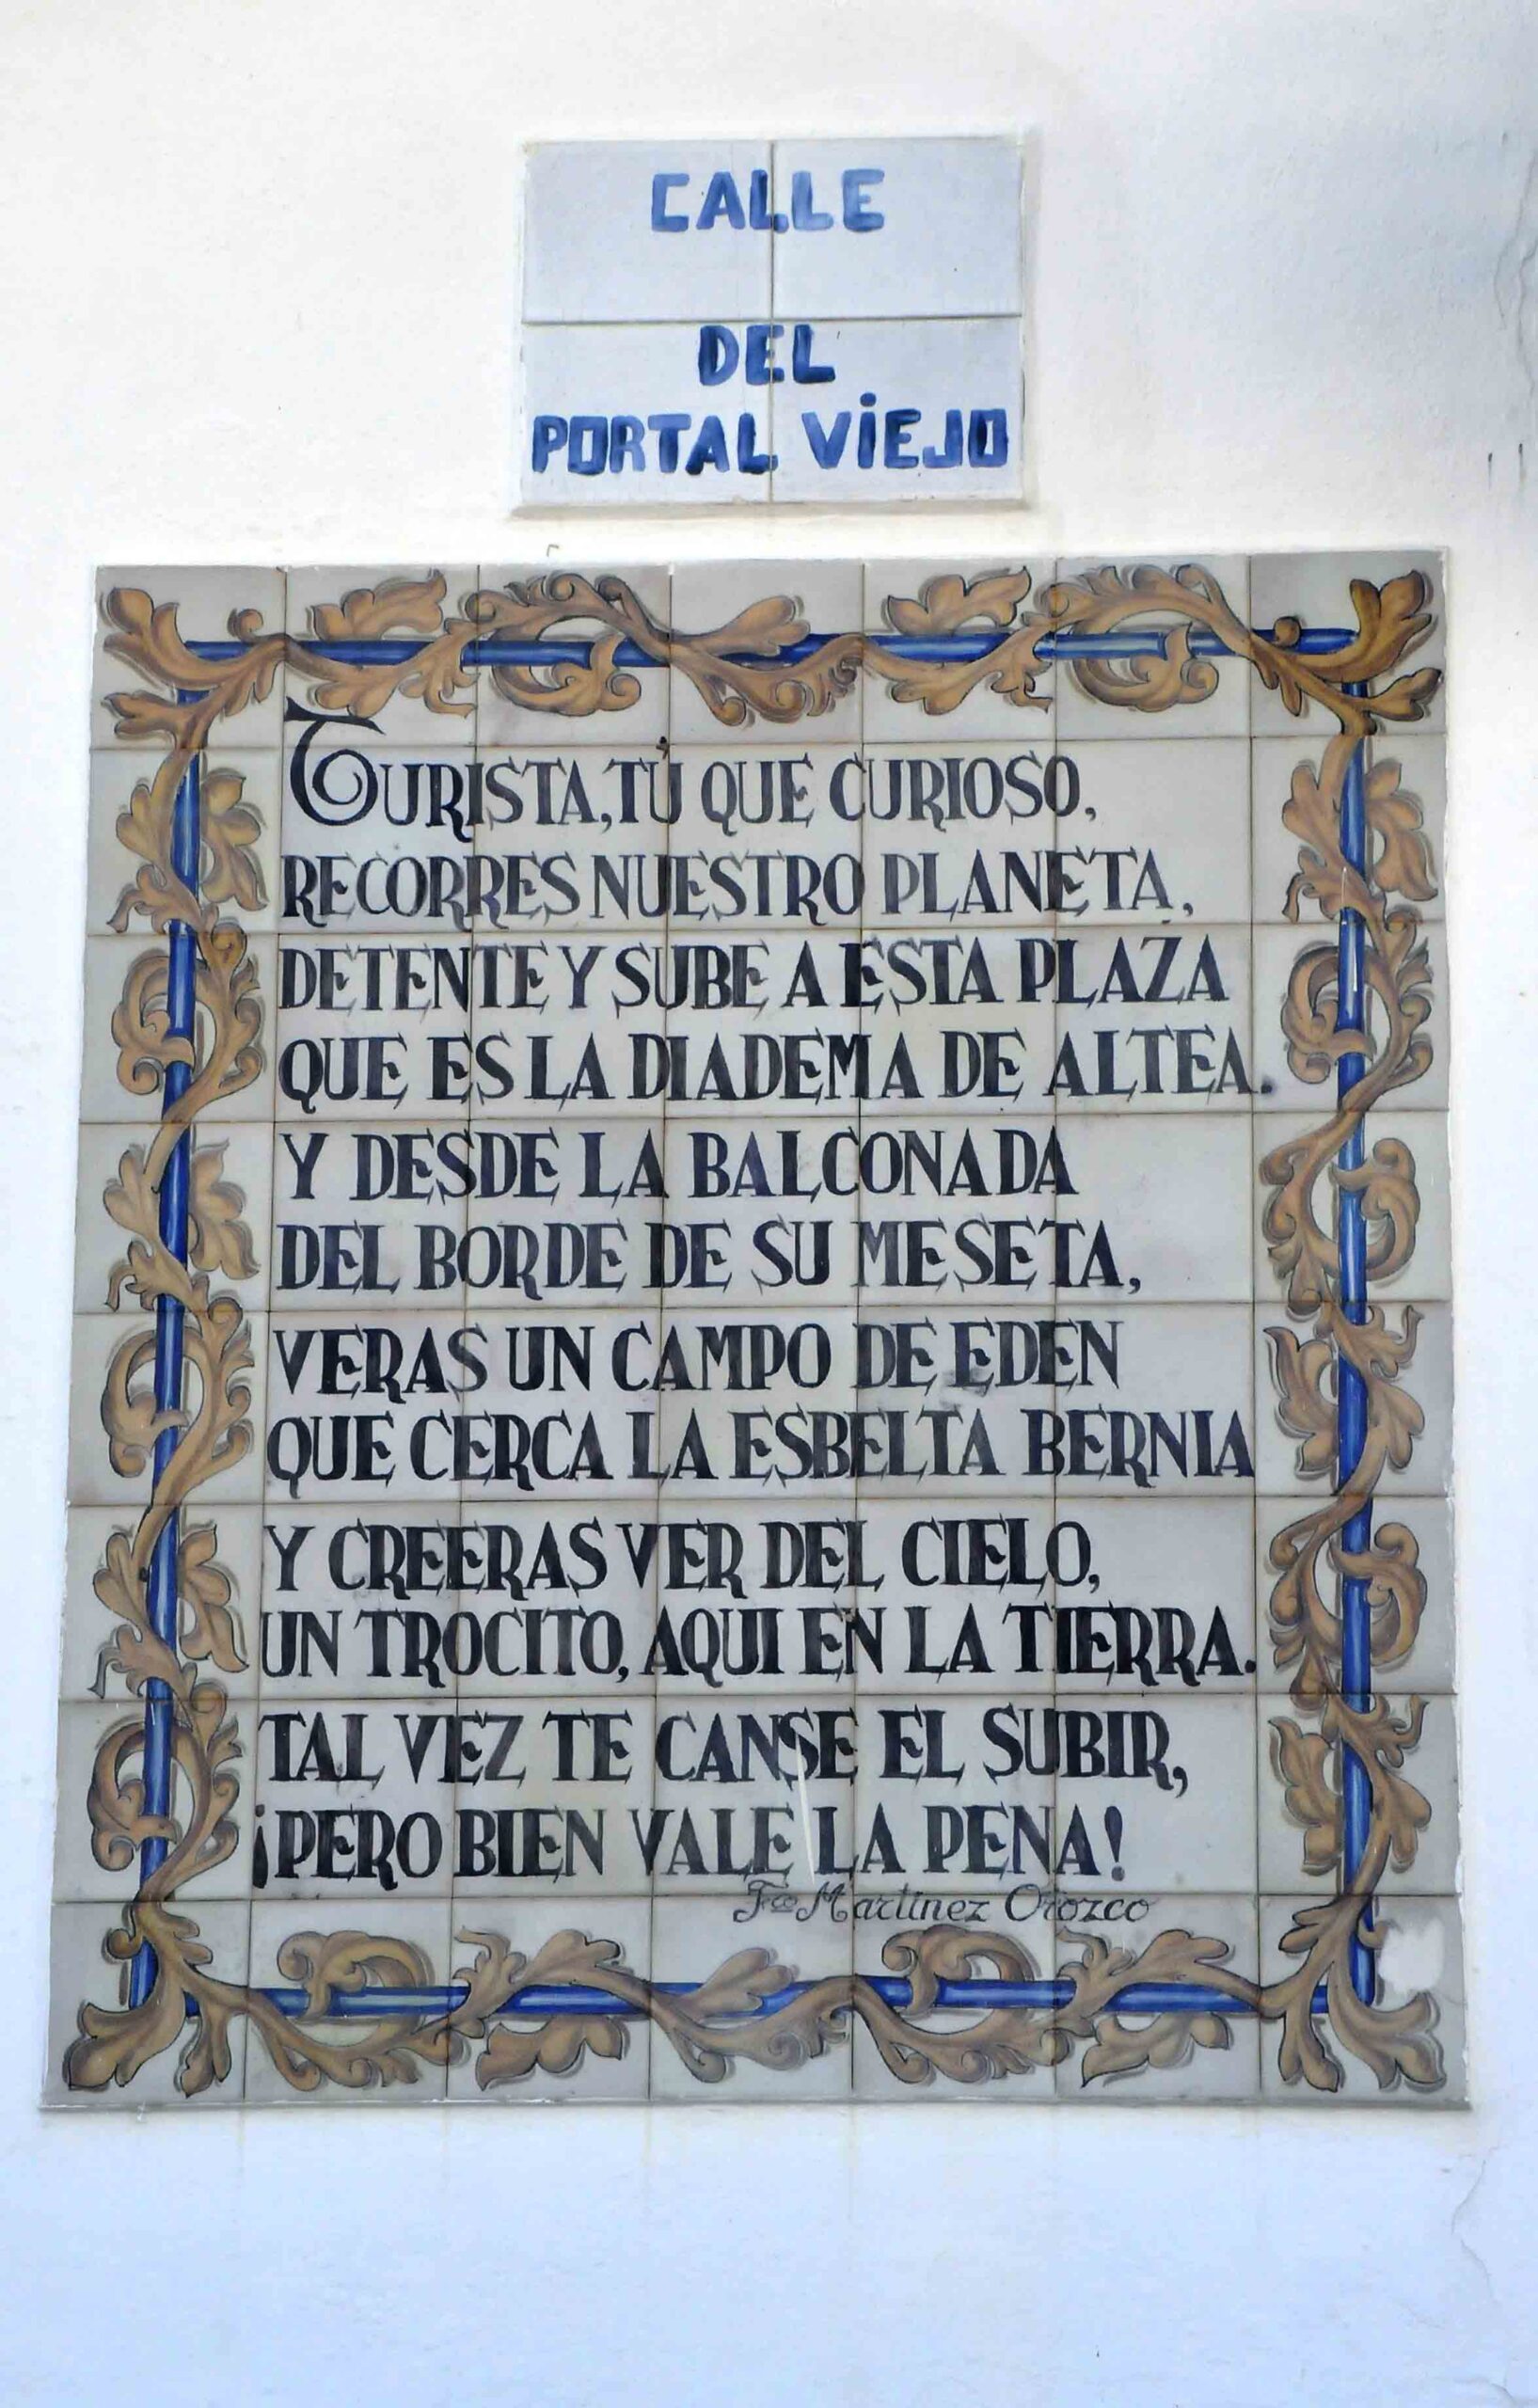 CALLE
DEL
PORTAL VIEJO
TURISTA, TÚ QUE CURIOSO,
RECORRES NUESTRO PLANETA,
DETENTE Y SUBE A ESTA PLAZA
QUE ES LA DIADEMA DE ALTEA.
Y DESDE LA BALCONADA
DEL BORDE DE SU MESETA,
VERAS UN CAMPO DE EDEN
QUE CERCA LA ESBELTA BERNIA
Y CREERAS VER DEL CIELO,
UN TROCITO, AQUI EN LA TIERRA.
TAL VEZ TE CANSE EL SUBIR,
¡PERO BIEN VALE LA PENA!
Fco Martinez Orozco